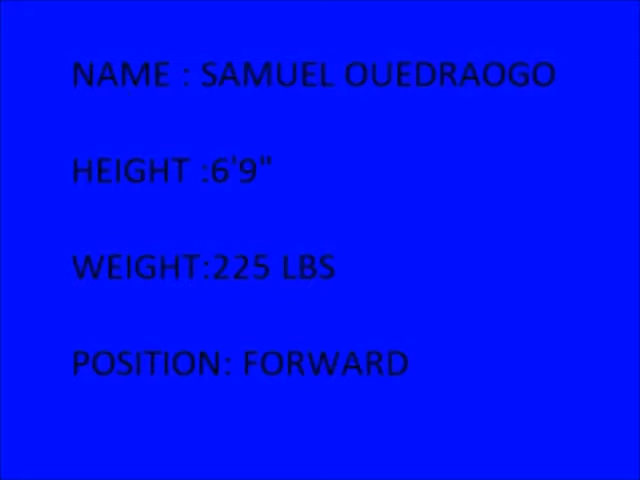 NAME : SAMUEL OUEDRAOGO
HEIGHT :6'9"
WEIGHT:225 LBS
POSITION: FORWARD